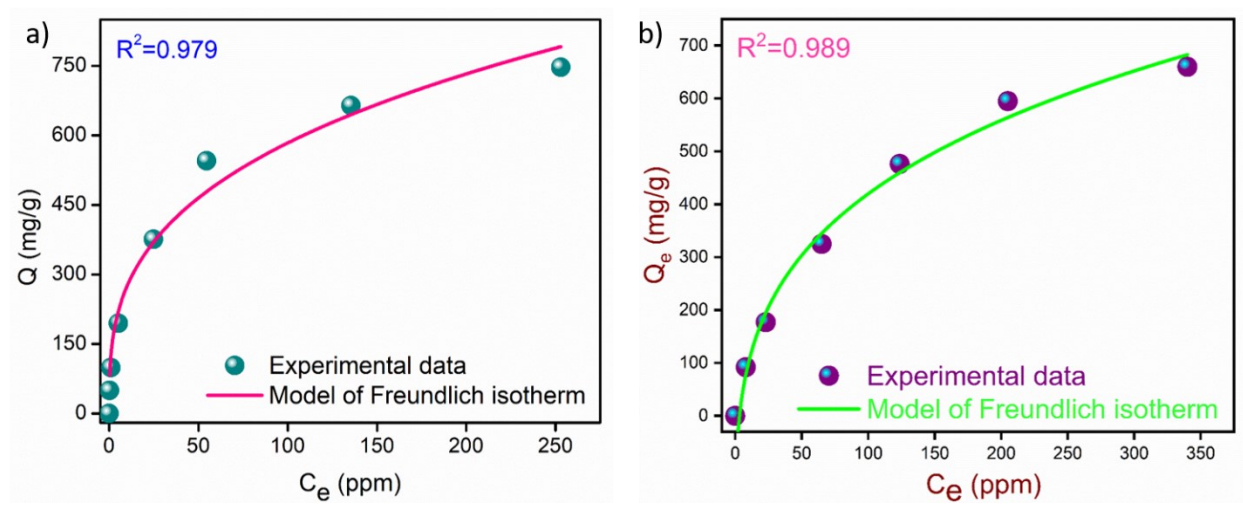 a)
R²=0.979
750
600
450
300
150
0
Q (mg/g)
Experimental data
Model of Freundlich isotherm
0 50 100 150 200 250
Ce (ppm)
b)
R²=0.989
700
600
500
400
300
200
100
0
Qe (mg/g)
Experimental data
Model of Freundlich isotherm
0 50 100 150 200 250 300 350
Ce (ppm)